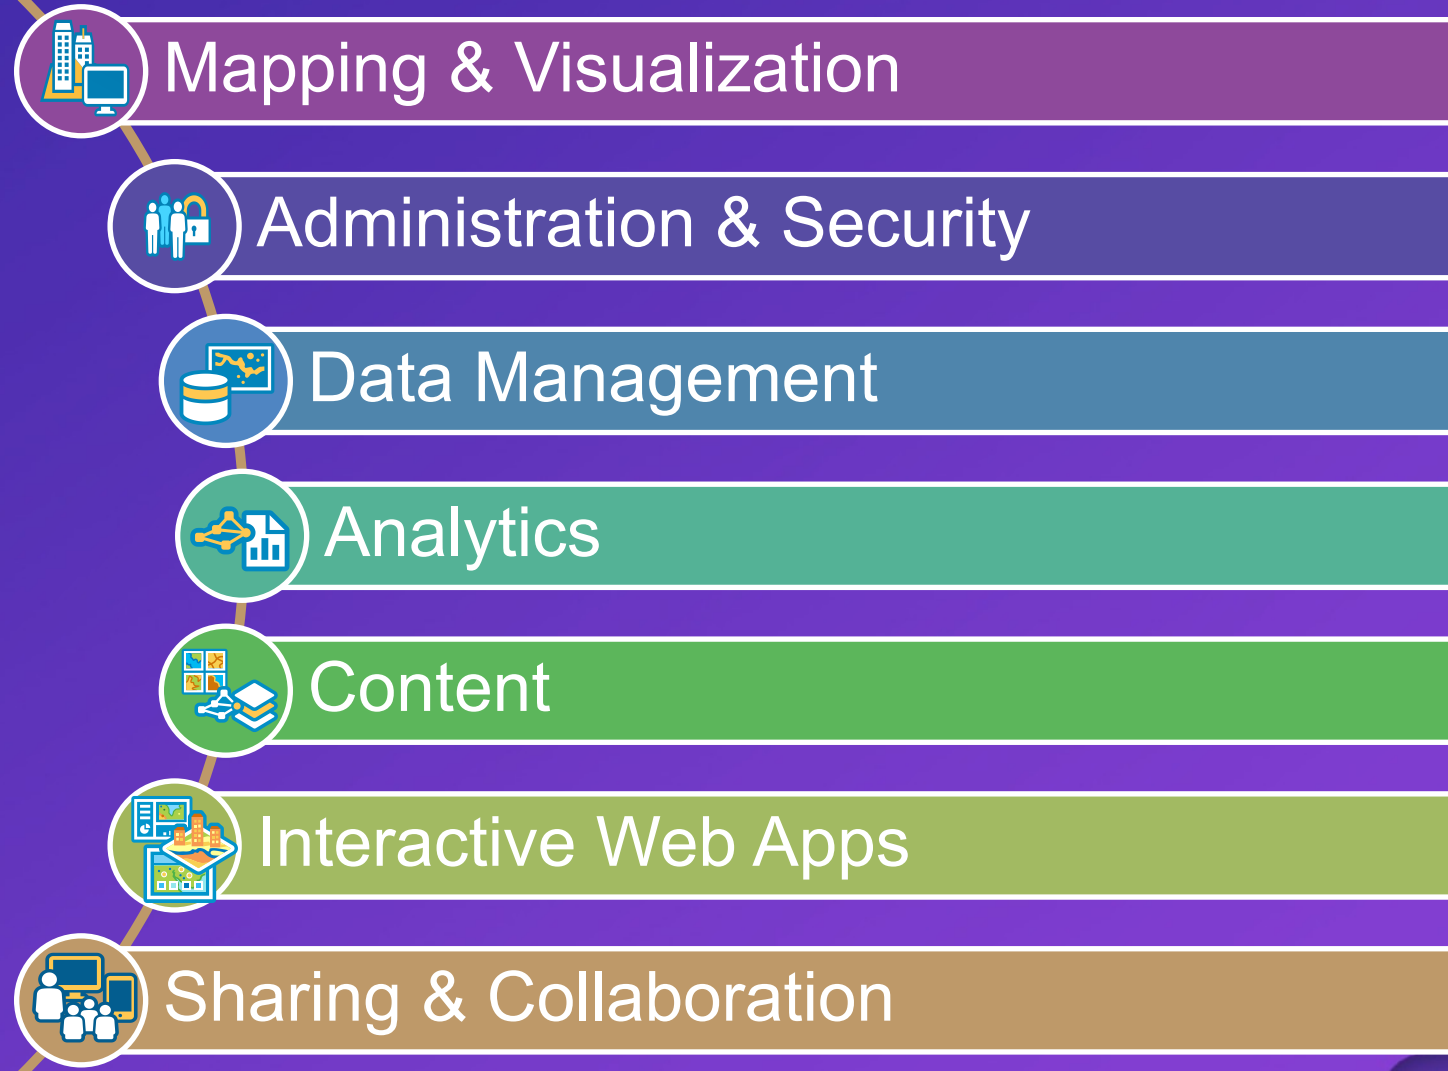 Mapping & Visualization
Administration & Security
Data Management
Analytics
Content
Interactive Web Apps
Sharing & Collaboration